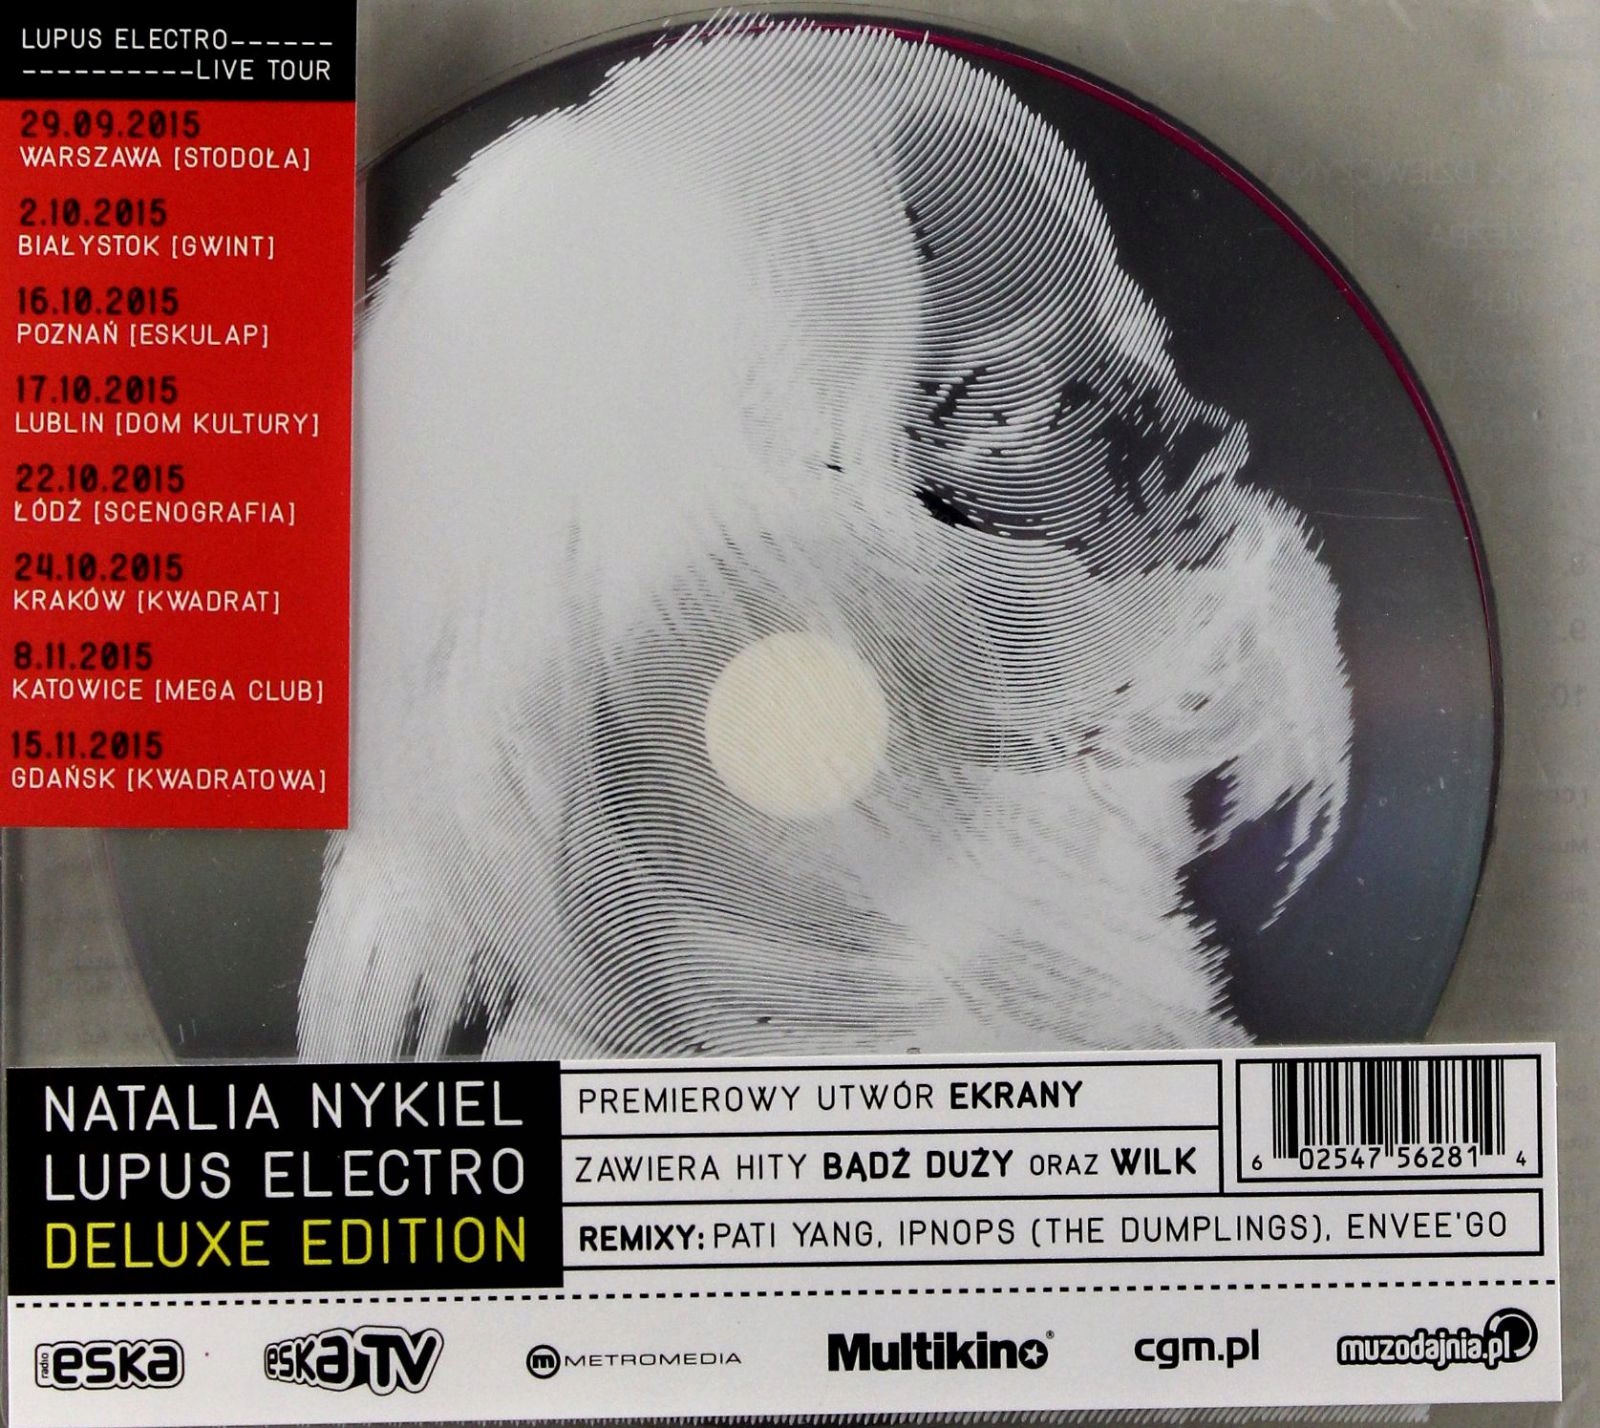 LUPUS ELECTRO------
----------LIVE TOUR
29.09.2015
WARSZAWA [STODOŁA]
2.10.2015
BIAŁYSTOK [GWINT]
16.10.2015
POZNAŃ [ESKULAP]
17.10.2015
LUBLIN [DOM KULTURY]
22.10.2015
ŁÓDŹ [SCENOGRAFIA]
24.10.2015
KRAKÓW [KWADRAT]
8.11.2015
KATOWICE [MEGA CLUB]
15.11.2015
GDAŃSK [KWADRATOWA]
NATALIA NYKIEL
LUPUS ELECTRO
DELUXE EDITION
PREMIEROWY UTWÓR EKRANY
ZAWIERA HITY BĄDŹ DUŻY ORAZ WILK
REMIXY: PATI YANG, IPNOPS (THE DUMPLINGS), ENVEE'GO
6 02547 56281 4
radio eska
eska TV
m METROMEDIA
Multikino®
cgm.pl
muzodajnia.pl